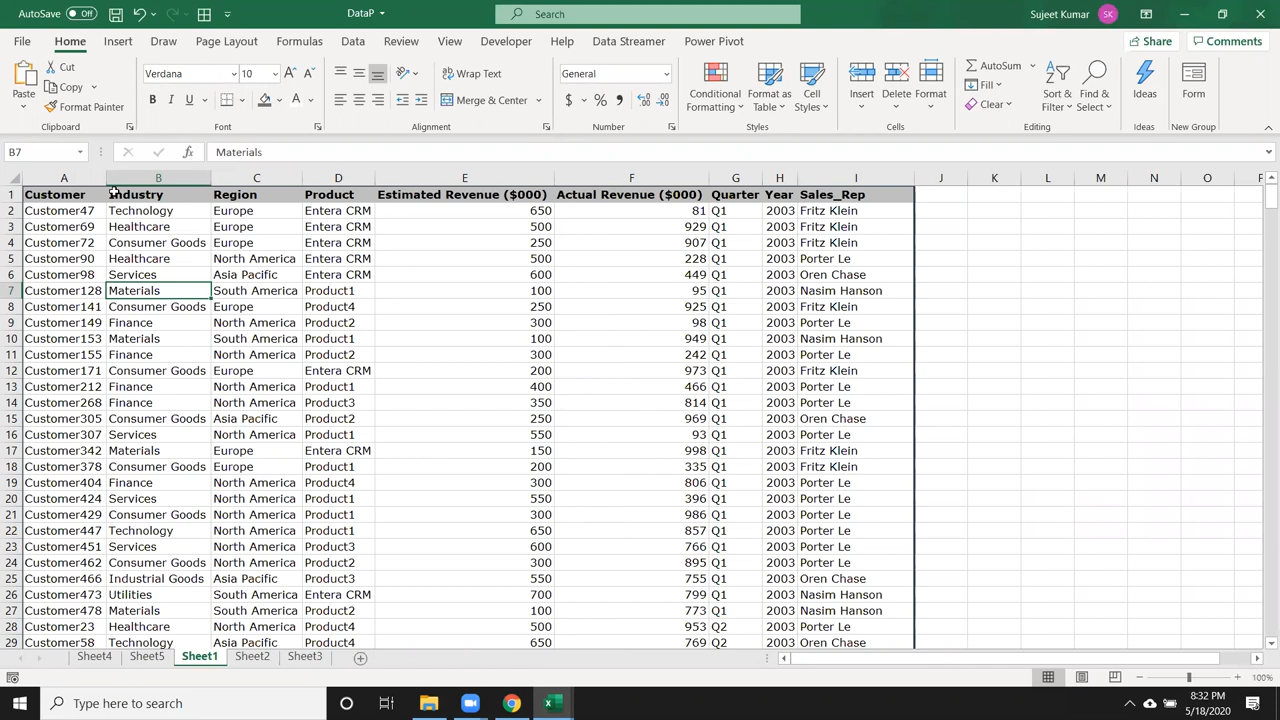 AutoSave Off DataP Search Sujeet Kumar SK
File Home Insert Draw Page Layout Formulas Data Review View Developer Help Data Streamer Power Pivot Share Comments
Paste Cut Copy Format Painter Clipboard
Verdana 10 B I U A Font
Wrap Text Merge & Center Alignment
General $ % Number
Conditional Formatting Format as Table Cell Styles Styles
Insert Delete Format Cells
AutoSum Fill Clear Sort & Filter Find & Select Editing
Ideas Ideas
Form New Group
B7 fx Materials
A B C D E F G H I J K L M N O P
1 Customer Industry Region Product Estimated Revenue ($000) Actual Revenue ($000) Quarter Year Sales_Rep
2 Customer47 Technology Europe Entera CRM 650 81 Q1 2003 Fritz Klein
3 Customer69 Healthcare Europe Entera CRM 500 929 Q1 2003 Fritz Klein
4 Customer72 Consumer Goods Europe Entera CRM 250 907 Q1 2003 Fritz Klein
5 Customer90 Healthcare North America Entera CRM 500 228 Q1 2003 Porter Le
6 Customer98 Services Asia Pacific Entera CRM 600 449 Q1 2003 Oren Chase
7 Customer128 Materials South America Product1 100 95 Q1 2003 Nasim Hanson
8 Customer141 Consumer Goods Europe Product4 250 925 Q1 2003 Fritz Klein
9 Customer149 Finance North America Product2 300 98 Q1 2003 Porter Le
10 Customer153 Materials South America Product1 100 949 Q1 2003 Nasim Hanson
11 Customer155 Finance North America Product2 300 242 Q1 2003 Porter Le
12 Customer171 Consumer Goods Europe Entera CRM 200 973 Q1 2003 Fritz Klein
13 Customer212 Finance North America Product1 400 466 Q1 2003 Porter Le
14 Customer268 Finance North America Product3 350 814 Q1 2003 Porter Le
15 Customer305 Consumer Goods Asia Pacific Product2 250 969 Q1 2003 Oren Chase
16 Customer307 Services North America Product1 550 93 Q1 2003 Porter Le
17 Customer342 Materials Europe Entera CRM 150 998 Q1 2003 Fritz Klein
18 Customer378 Consumer Goods Europe Product1 200 335 Q1 2003 Fritz Klein
19 Customer404 Finance North America Product4 300 806 Q1 2003 Porter Le
20 Customer424 Services North America Product1 550 396 Q1 2003 Porter Le
21 Customer429 Consumer Goods North America Product1 300 986 Q1 2003 Porter Le
22 Customer447 Technology North America Product1 650 857 Q1 2003 Porter Le
23 Customer451 Services North America Product3 600 766 Q1 2003 Porter Le
24 Customer462 Consumer Goods North America Product2 300 895 Q1 2003 Porter Le
25 Customer466 Industrial Goods Asia Pacific Product3 550 755 Q1 2003 Oren Chase
26 Customer473 Utilities South America Entera CRM 700 799 Q1 2003 Nasim Hanson
27 Customer478 Materials South America Product2 100 773 Q1 2003 Nasim Hanson
28 Customer23 Healthcare North America Product4 500 953 Q2 2003 Porter Le
29 Customer58 Technology Asia Pacific Product4 650 769 Q2 2003 Oren Chase
Sheet4 Sheet5 Sheet1 Sheet2 Sheet3
100%
Type here to search 8:32 PM
5/18/2020